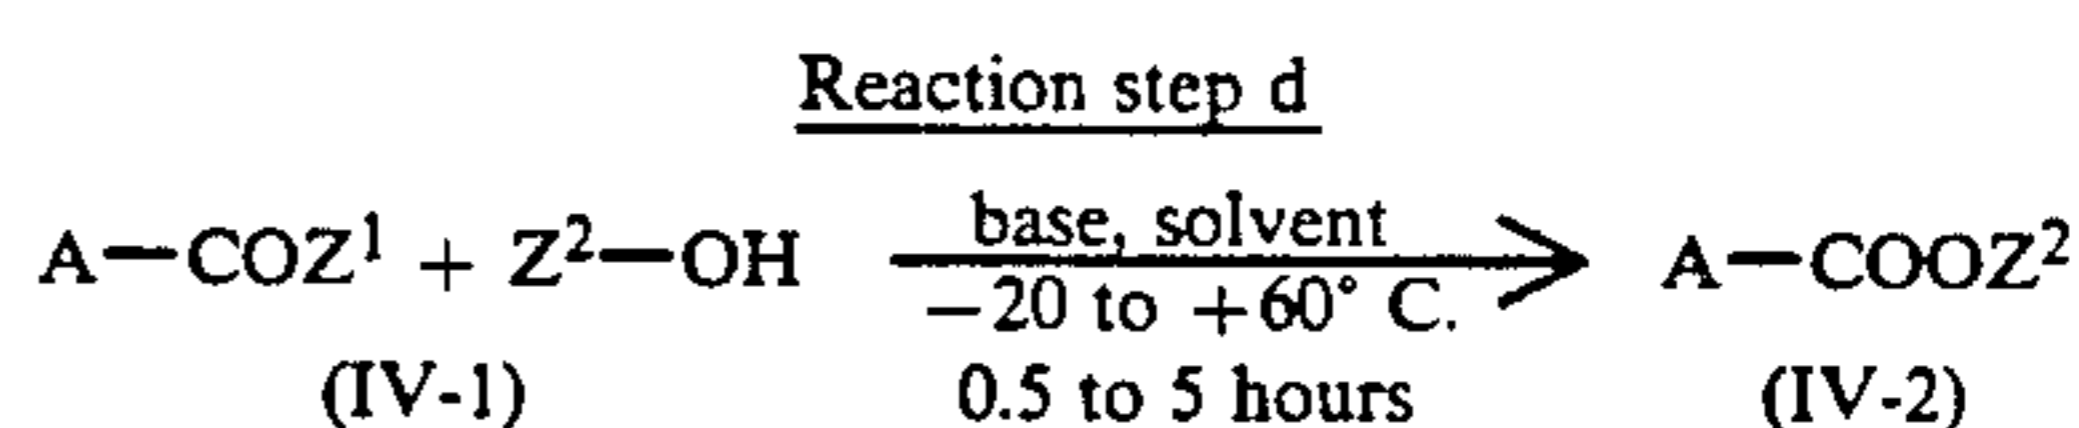 Reaction step d
base, solvent
A—COZ¹ + Z²—OH A—COOZ²
−20 to +60° C.
(IV-1) 0.5 to 5 hours (IV-2)